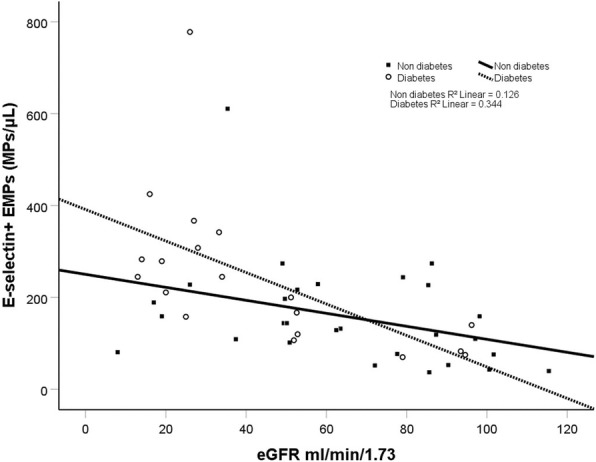 800
600
400
200
0
E-selectin+ EMPs (MPs/µL)
Non diabetes
Diabetes
Non diabetes
Diabetes
Non diabetes R² Linear = 0.126
Diabetes R² Linear = 0.344
0 20 40 60 80 100 120
eGFR ml/min/1.73